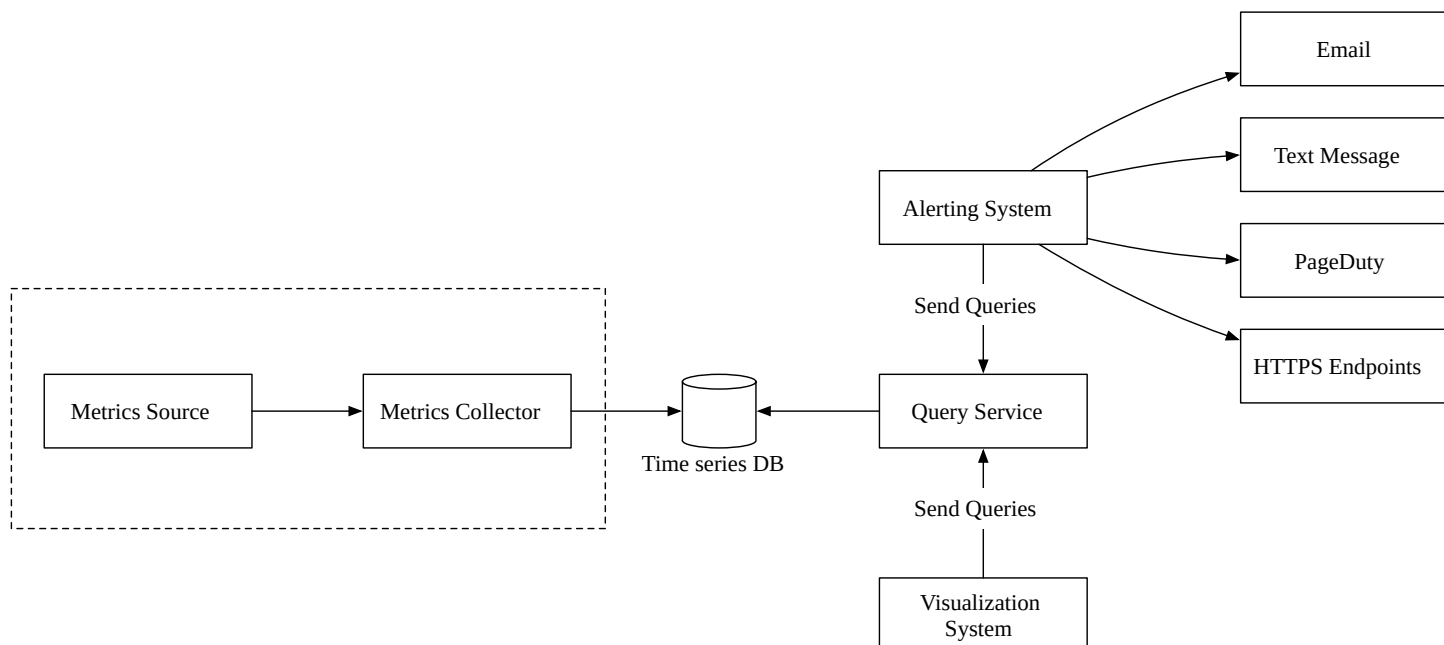 Email
Text Message
Alerting System
PageDuty
Send Queries
HTTPS Endpoints
Metrics Source
Metrics Collector
Query Service
Time series DB
Send Queries
Visualization
System